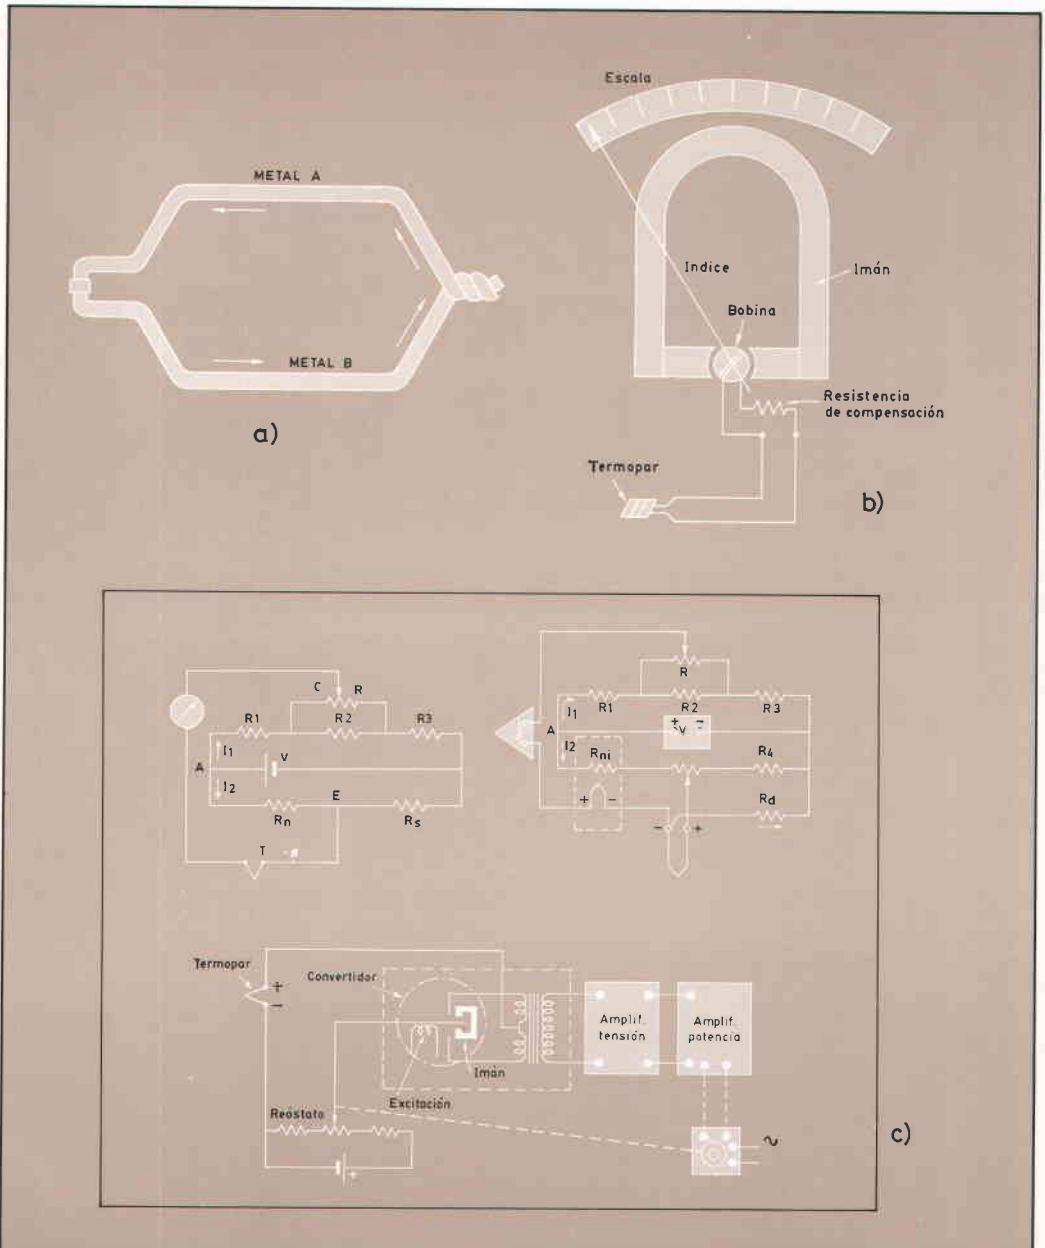 METAL A
METAL B
a)
Escala
Indice
Imán
Bobina
Resistencia
de compensación
Termopar
b)
C
R
R1
R2
R3
I1
A
V
I2
E
Rn
Rs
T
R
R1
R2
R3
I1
A
+ V -
I2
Rni
R4
+ -
Rd
- +
Termopar
+
-
Convertidor
Imán
Excitación
Reóstato
+
Amplif.
tensión
Amplif.
potencia
~
c)